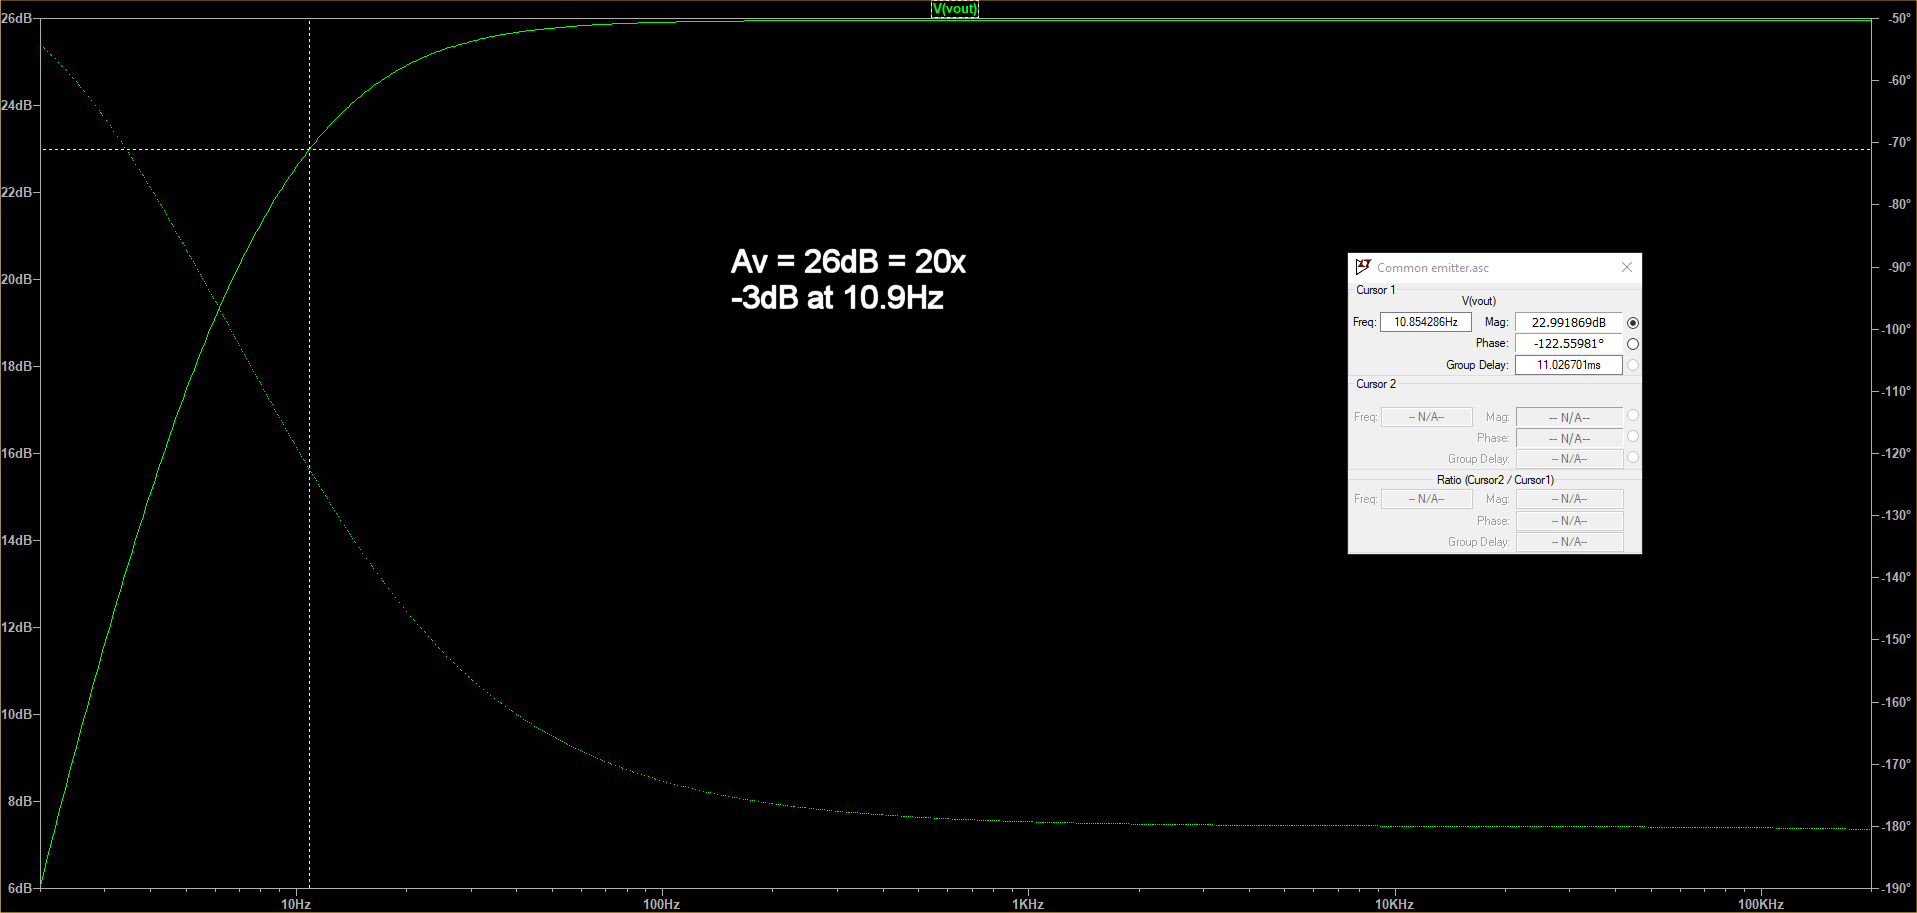 V(vout)
26dB
24dB
22dB
20dB
18dB
16dB
14dB
12dB
10dB
8dB
6dB
-50°
-60°
-70°
-80°
-90°
-100°
-110°
-120°
-130°
-140°
-150°
-160°
-170°
-180°
-190°
10Hz
100Hz
1KHz
10KHz
100KHz
Av = 26dB = 20x
-3dB at 10.9Hz
Common emitter.asc
Cursor 1
V(vout)
Freq: 10.854286Hz Mag: 22.991869dB
Phase: -122.55981°
Group Delay: 11.026701ms
Cursor 2
Freq: -- N/A-- Mag: -- N/A--
Phase: -- N/A--
Group Delay: -- N/A--
Ratio (Cursor2 / Cursor1)
Freq: -- N/A-- Mag: -- N/A--
Phase: -- N/A--
Group Delay: -- N/A--